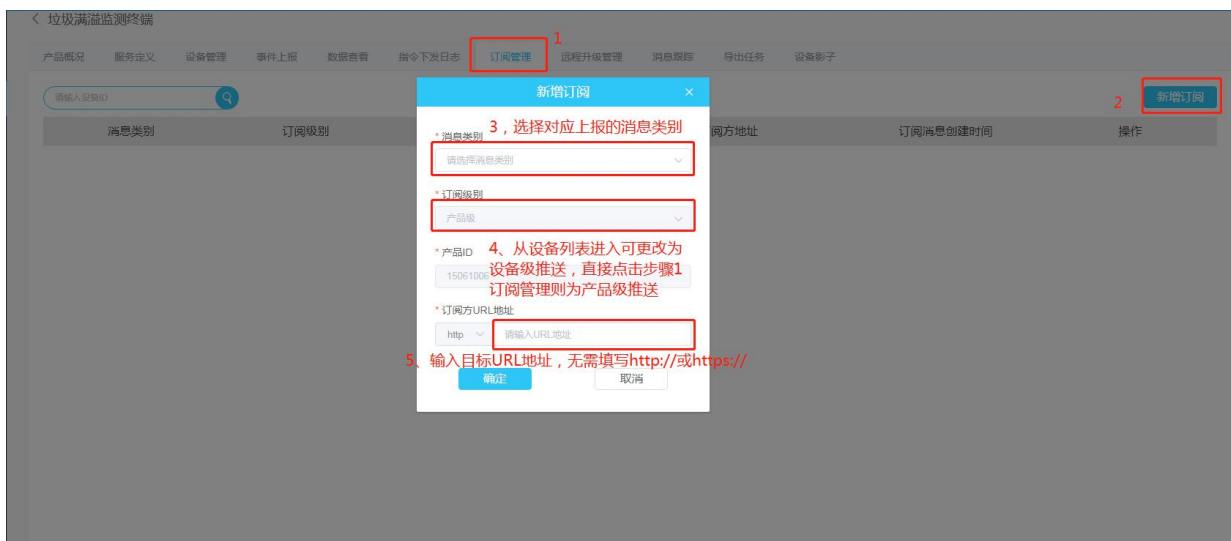 < 垃圾满溢监测终端
1
产品概况 服务定义 设备管理 事件上报 数据查看 指令下发日志 订阅管理 远程升级管理 消息跟踪 导出任务 设备影子
请输入设备ID
新增订阅 ×
2 新增订阅
消息类别 订阅级别 阅方地址 订阅消息创建时间 操作
* 消息类别 3，选择对应上报的消息类别
请选择消息类别
* 订阅级别
产品级
* 产品ID 4、从设备列表进入可更改为
设备级推送，直接点击步骤1
订阅管理则为产品级推送
15061006
* 订阅方URL地址
http 请输入URL地址
5、输入目标URL地址，无需填写http://或https://
确定 取消